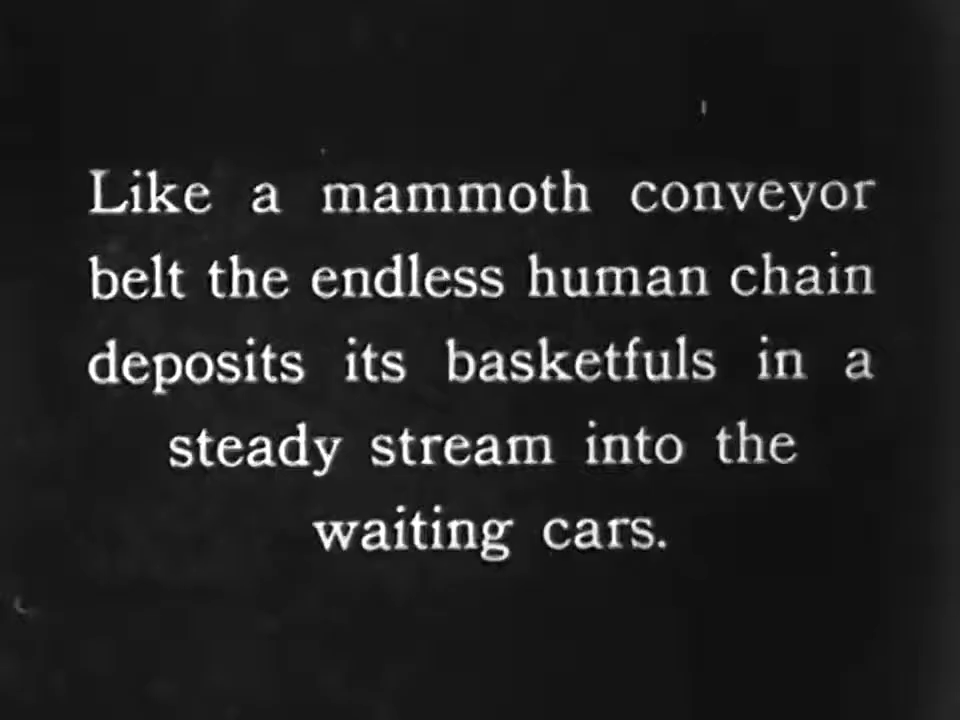 Like a mammoth conveyor
belt the endless human chain
deposits its basketfuls in a
steady stream into the
waiting cars.